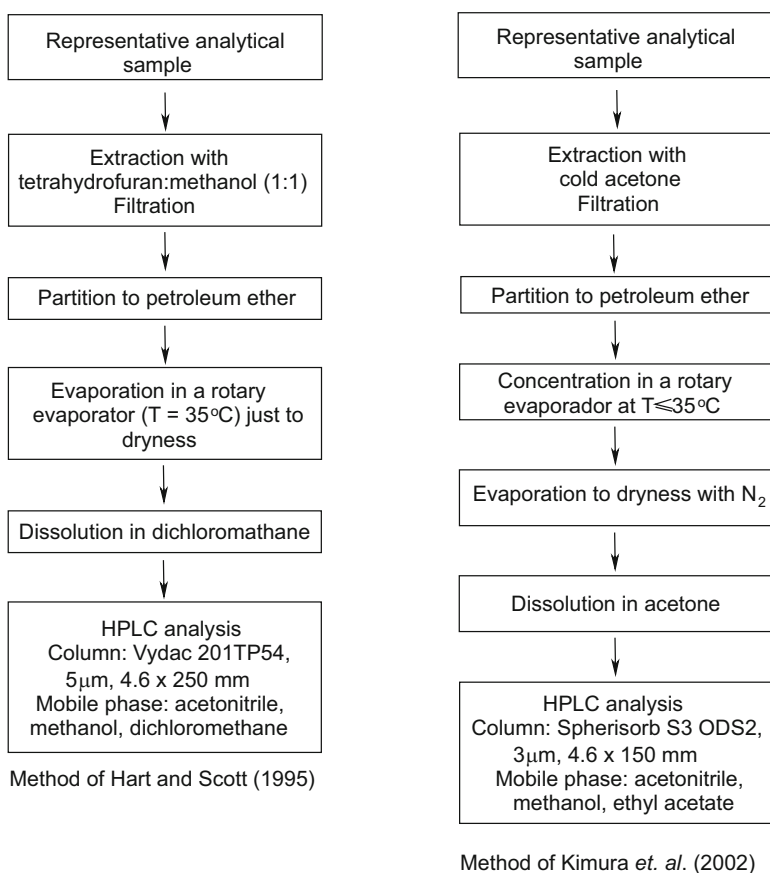 Representative analytical
sample
Extraction with
tetrahydrofuran:methanol (1:1)
Filtration
Partition to petroleum ether
Evaporation in a rotary
evaporator (T = 35°C) just to
dryness
Dissolution in dichloromathane
HPLC analysis
Column: Vydac 201TP54,
5μm, 4.6 x 250 mm
Mobile phase: acetonitrile,
methanol, dichloromethane
Method of Hart and Scott (1995)
Representative analytical
sample
Extraction with
cold acetone
Filtration
Partition to petroleum ether
Concentration in a rotary
evaporador at T⩽35°C
Evaporation to dryness with N₂
Dissolution in acetone
HPLC analysis
Column: Spherisorb S3 ODS2,
3μm, 4.6 x 150 mm
Mobile phase: acetonitrile,
methanol, ethyl acetate
Method of Kimura et. al. (2002)